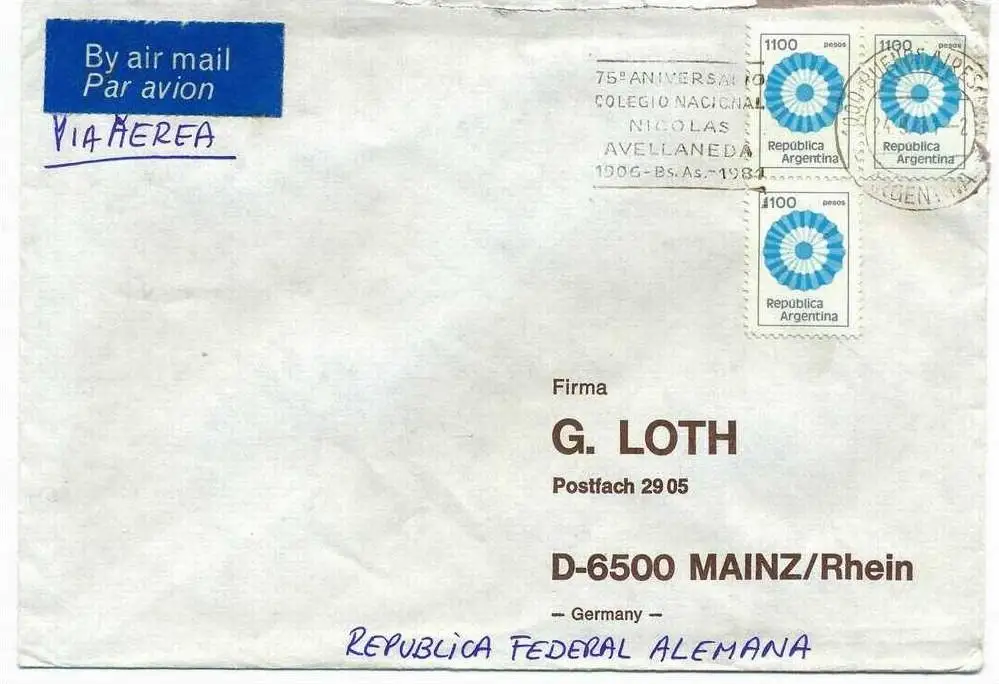 By air mail
Par avion
VIA AEREA
75º ANIVERSARIO
COLEGIO NACIONAL
NICOLAS
AVELLANEDA
1906-Bs.As.-1981
1100 pesos
República
Argentina
1100 pesos
República
Argentina
BUENOS AIRES
ARGENTINA
1100 pesos
República
Argentina
Firma
G. LOTH
Postfach 29 05
D-6500 MAINZ/Rhein
— Germany —
REPUBLICA FEDERAL ALEMANA